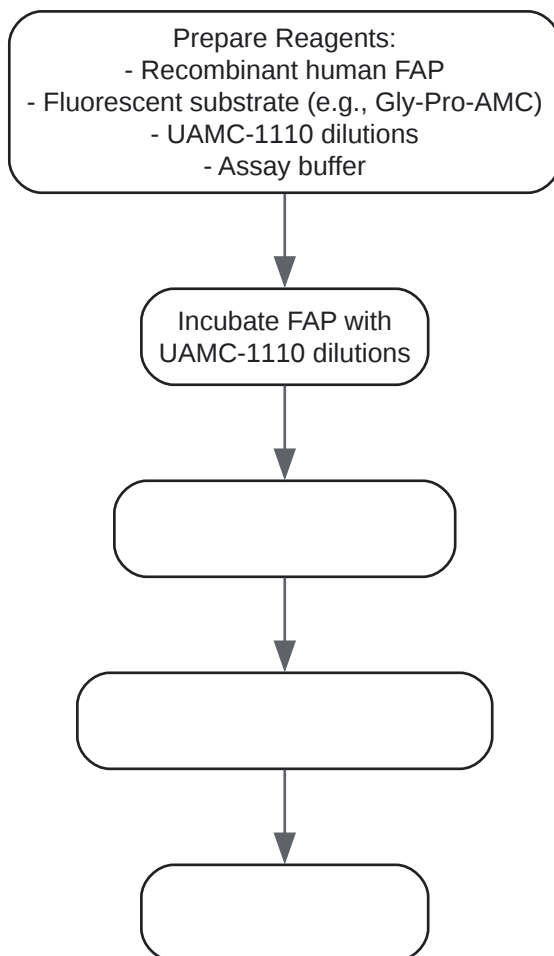 Prepare Reagents:
- Recombinant human FAP
- Fluorescent substrate (e.g., Gly-Pro-AMC)
- UAMC-1110 dilutions
- Assay buffer
Incubate FAP with
UAMC-1110 dilutions